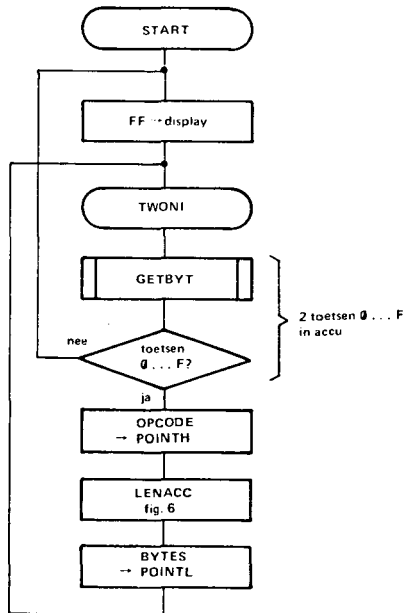 START
FF → display
TWONI
GETBYT
2 toetsen 0 . . . F
in accu
nee
toetsen
0 . . . F?
ja
OPCODE
→ POINTH
LENACC
fig. 6
BYTES
→ POINTL